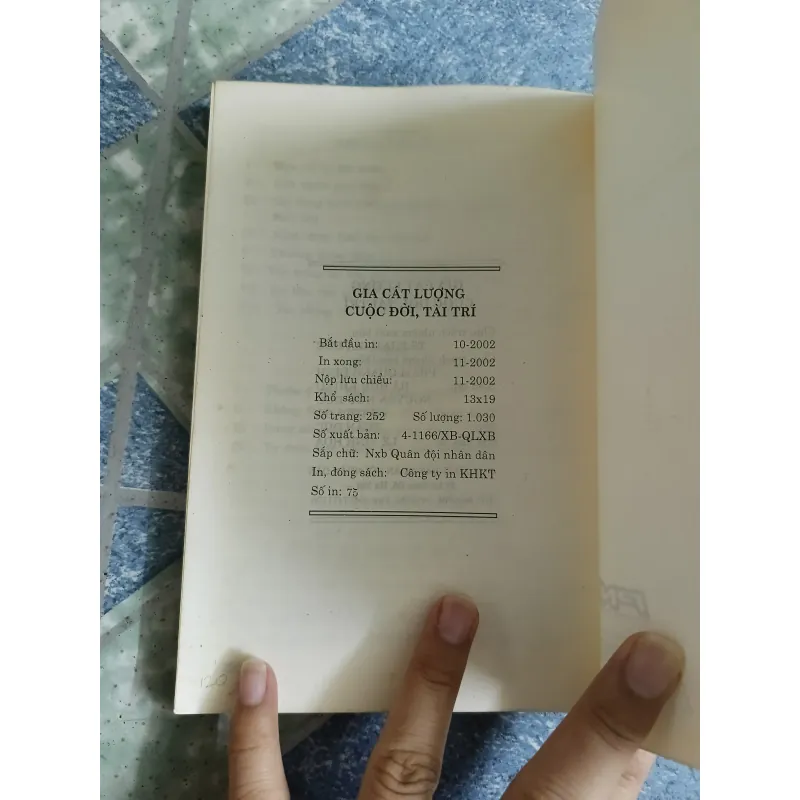 GIA CÁT LƯỢNG
CUỘC ĐỜI, TÀI TRÍ
Bắt đầu in: 10-2002
In xong: 11-2002
Nộp lưu chiểu: 11-2002
Khổ sách: 13x19
Số trang: 252 Số lượng: 1.030
Số xuất bản: 4-1166/XB-QLXB
Sắp chữ: Nxb Quân đội nhân dân
In, đóng sách: Công ty in KHKT
Số in: 75